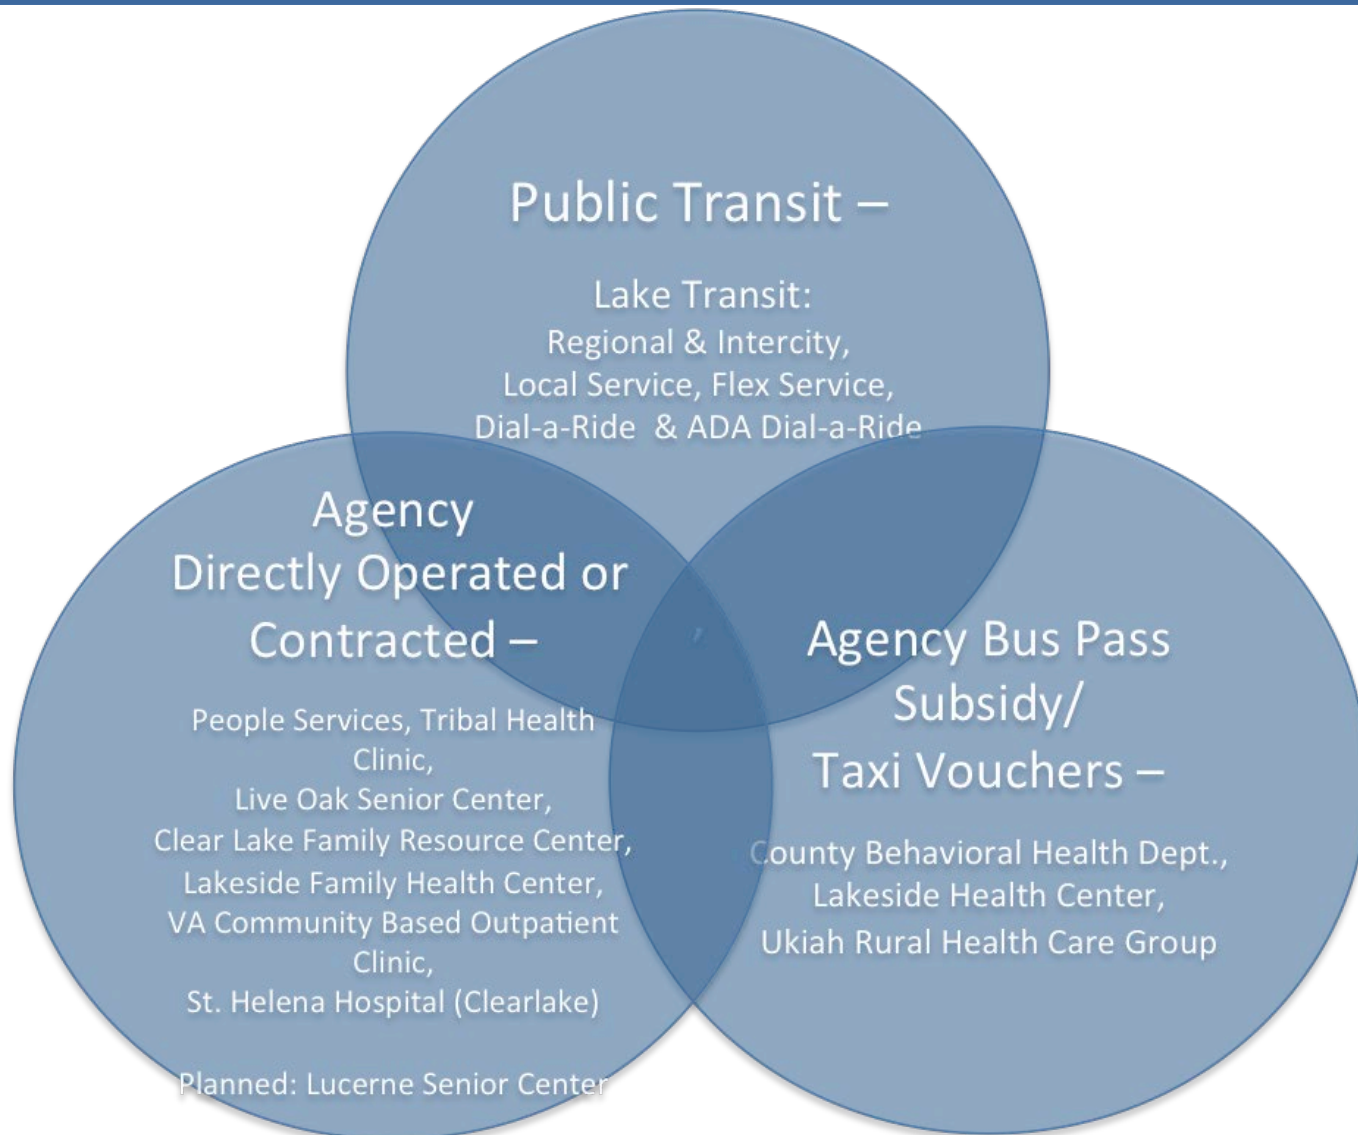 Public Transit –
Lake Transit:
Regional & Intercity,
Local Service, Flex Service,
Dial-a-Ride  & ADA Dial-a-Ride
Agency
Directly Operated or
Contracted –
People Services, Tribal Health
Clinic,
Live Oak Senior Center,
Clear Lake Family Resource Center,
Lakeside Family Health Center,
VA Community Based Outpatient
Clinic,
St. Helena Hospital (Clearlake)
Planned: Lucerne Senior Center
,
Agency Bus Pass
Subsidy/
Taxi Vouchers –
County Behavioral Health Dept.,
Lakeside Health Center,
Ukiah Rural Health Care Group